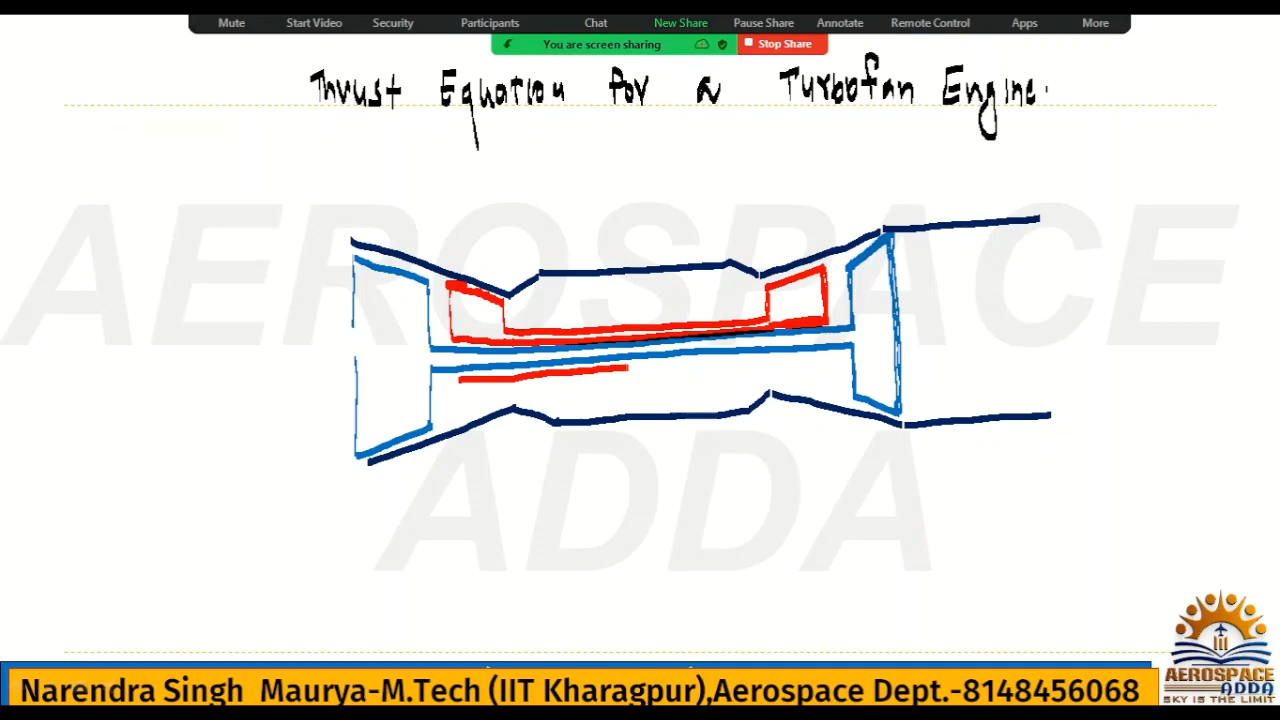 Mute Start Video Security Participants Chat New Share Pause Share Annotate Remote Control Apps More
You are screen sharing Stop Share
Thrust Equation for a Turbofan Engine.
AEROSPACE
ADDA
AEROSPACE
ADDA
SKY IS THE LIMIT
Narendra Singh Maurya-M.Tech (IIT Kharagpur),Aerospace Dept.-8148456068